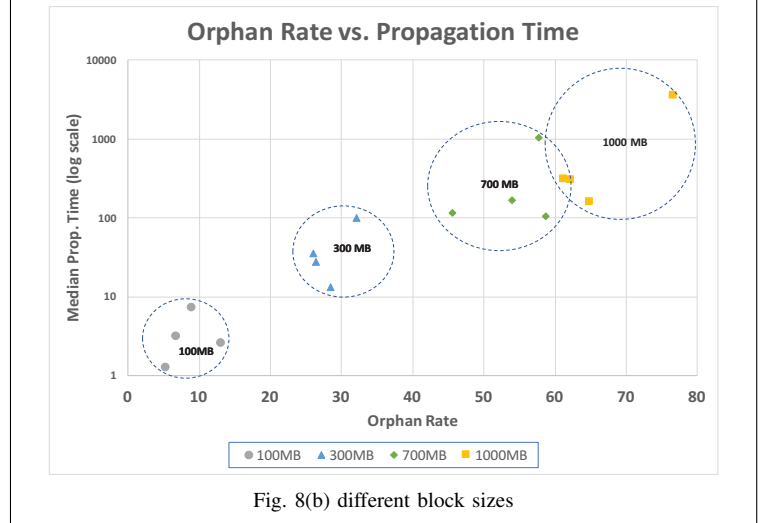 Orphan Rate vs. Propagation Time
Median Prop. Time (log scale)
10000
1000
100
10
1
1000 MB
700 MB
300 MB
100MB
0 10 20 30 40 50 60 70 80
Orphan Rate
100MB 300MB 700MB 1000MB
Fig. 8(b) different block sizes